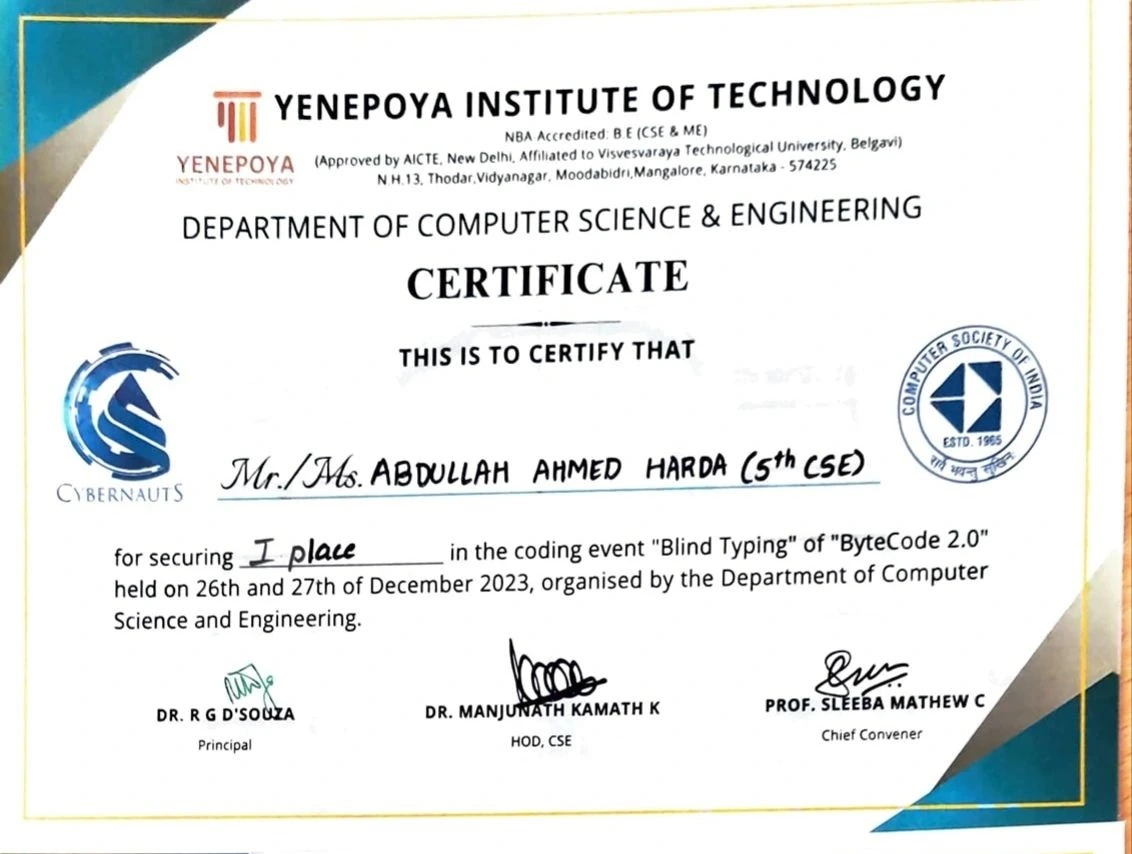 YENEPOYA INSTITUTE OF TECHNOLOGY
NBA Accredited: B E (CSE & ME)
(Approved by AICTE, New Delhi, Affiliated to Visvesvaraya Technological University, Belgavi)
N H.13, Thodar,Vidyanagar, Moodabidri,Mangalore, Karnataka - 574225
YENEPOYA
INSTITUTE OF TECHNOLOGY
DEPARTMENT OF COMPUTER SCIENCE & ENGINEERING
CERTIFICATE
THIS IS TO CERTIFY THAT
CYBERNAUTS
COMPUTER SOCIETY OF INDIA
ESTD. 1965
सर्वे भवन्तु सुखिनः
Mr./Ms. ABDULLAH AHMED HARDA (5th CSE)
for securing I place in the coding event "Blind Typing" of "ByteCode 2.0"
held on 26th and 27th of December 2023, organised by the Department of Computer
Science and Engineering.
DR. R G D'SOUZA
Principal
DR. MANJUNATH KAMATH K
HOD, CSE
PROF. SLEEBA MATHEW C
Chief Convener